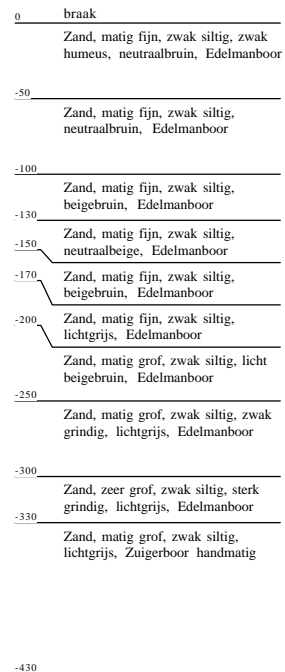 0 braak
Zand, matig fijn, zwak siltig, zwak
humeus, neutraalbruin, Edelmanboor
-50
Zand, matig fijn, zwak siltig,
neutraalbruin, Edelmanboor
-100
Zand, matig fijn, zwak siltig,
beigebruin, Edelmanboor
-130
Zand, matig fijn, zwak siltig,
neutraalbeige, Edelmanboor
-150
Zand, matig fijn, zwak siltig,
beigebruin, Edelmanboor
-170
Zand, matig fijn, zwak siltig,
lichtgrijs, Edelmanboor
-200
Zand, matig grof, zwak siltig, licht
beigebruin, Edelmanboor
-250
Zand, matig grof, zwak siltig, zwak
grindig, lichtgrijs, Edelmanboor
-300
Zand, zeer grof, zwak siltig, sterk
grindig, lichtgrijs, Edelmanboor
-330
Zand, matig grof, zwak siltig,
lichtgrijs, Zuigerboor handmatig
-430